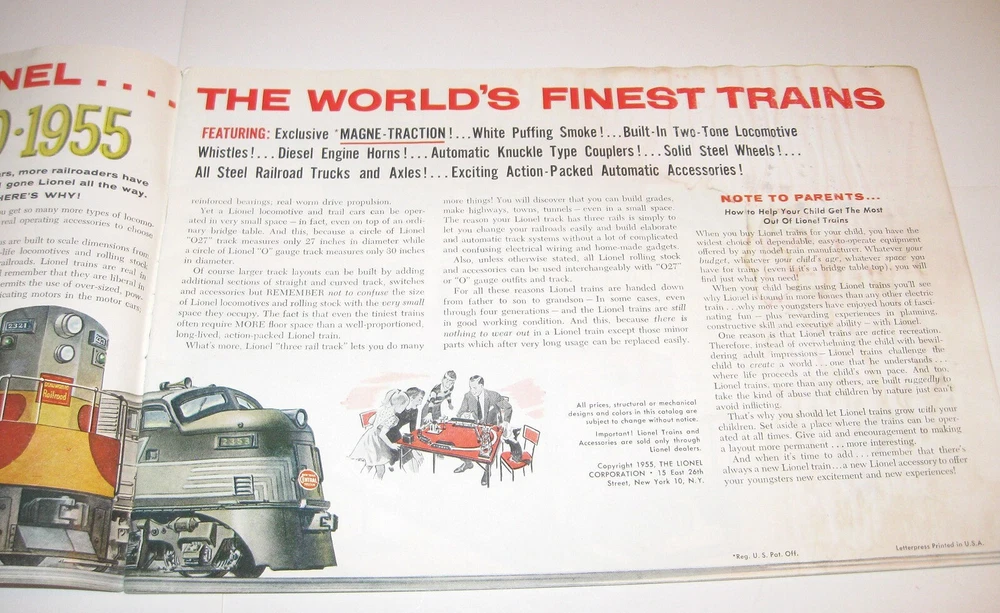 NEL . . . .
THE WORLD'S FINEST TRAINS
-1955
ers, more railroaders have
gone Lionel all the way.
HERE'S WHY!
you get so many more types of locomo-
real operating accessories to choose
are built to scale dimensions from
-life locomotives and rolling stock
railroads. Lionel trains are real in
remember that they are liberal in
permits the use of over-sized, pow-
icating motors in the motor cars;
FEATURING: Exclusive *MAGNE-TRACTION!...White Puffing Smoke!...Built-In Two-Tone Locomotive
Whistles!...Diesel Engine Horns!...Automatic Knuckle Type Couplers!...Solid Steel Wheels!...
All Steel Railroad Trucks and Axles!...Exciting Action-Packed Automatic Accessories!
reinforced bearings; real worm drive propulsion.
Yet a Lionel locomotive and trail cars can be oper-
ated in very small space – in fact, even on top of an ordi-
nary bridge table. And this, because a circle of Lionel
"O27" track measures only 27 inches in diameter while
a circle of Lionel "O" gauge track measures only 30 inches
in diameter.
Of course larger track layouts can be built by adding
additional sections of straight and curved track, switches
and accessories but REMEMBER not to confuse the size
of Lionel locomotives and rolling stock with the very small
space they occupy. The fact is that even the tiniest trains
often require MORE floor space than a well-proportioned,
long-lived, action-packed Lionel train.
What's more, Lionel "three rail track" lets you do many
more things! You will discover that you can build grades,
make highways, towns, tunnels – even in a small space.
The reason your Lionel track has three rails is simply to
let you change your railroads easily and build elaborate
and automatic track systems without a lot of complicated
and confusing electrical wiring and home-made gadgets.
Also, unless otherwise stated, all Lionel rolling stock
and accessories can be used interchangeably with "O27"
or "O" gauge outfits and track.
For all these reasons Lionel trains are handed down
from father to son to grandson – In some cases, even
through four generations – and the Lionel trains are still
in good working condition. And this, because there is
nothing to wear out in a Lionel train except those minor
parts which after very long usage can be replaced easily.
NOTE TO PARENTS...
How to Help Your Child Get The Most
Out Of Lionel Trains
When you buy Lionel trains for your child, you have the
widest choice of dependable, easy-to-operate equipment
offered by any model train manufacturer. Whatever your
budget, whatever your child's age, whatever space you
have for trains (even if it's a bridge table top), you will
find just what you need!
When your child begins using Lionel trains you'll see
why Lionel is found in more homes than any other electric
train . . . why more youngsters have enjoyed hours of fasci-
nating fun – plus rewarding experiences in planning,
constructive skill and executive ability – with Lionel.
One reason is that Lionel trains are active recreation.
Therefore, instead of overwhelming the child with bewil-
dering adult impressions – Lionel trains challenge the
child to create a world . . . one that he understands . . .
where life proceeds at the child's own pace. And too,
Lionel trains, more than any others, are built ruggedly to
take the kind of abuse that children by nature just can't
avoid inflicting.
That's why you should let Lionel trains grow with your
children. Set aside a place where the trains can be oper-
ated at all times. Give aid and encouragement to making
a layout more permanent . . . more interesting.
And when it's time to add . . . remember that there's
always a new Lionel train...a new Lionel accessory to offer
your youngsters new excitement and new experiences!
All prices, structural or mechanical
designs and colors in this catalog are
subject to change without notice.
Important! Lionel Trains and
Accessories are sold only through
Lionel dealers.
Copyright 1955, THE LIONEL
CORPORATION • 15 East 26th
Street, New York 10, N.Y.
2321
Railroad
2353
CENTRAL
*Reg. U. S. Pat. Off.
Letterpress Printed in U.S.A.